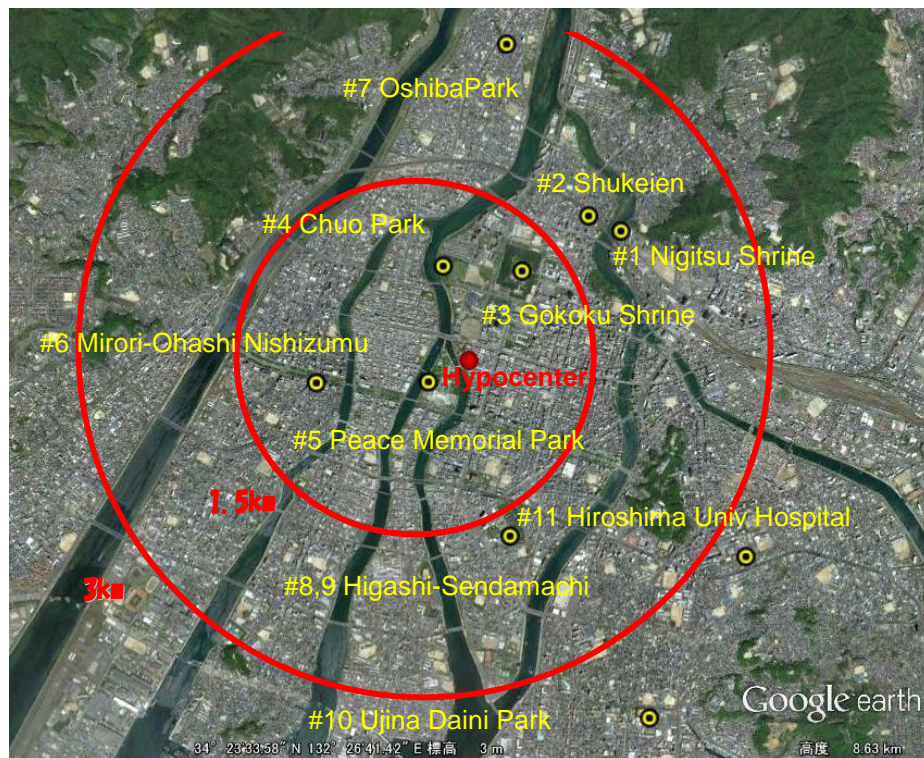 #7 OshibaPark
#2 Shukeien
#4 Chuo Park
#1 Nigitsu Shrine
#3 Gokoku Shrine
#6 Mirori-Ohashi Nishizumu
Hypocenter
#5 Peace Memorial Park
1.5km
#11 Hiroshima Univ Hospital
3km
#8,9 Higashi-Sendamachi
Google earth
#10 Ujina Daini Park
34° 23'33.58" N 132° 26'41.42" E 標高 3 m 高度 8.63 km